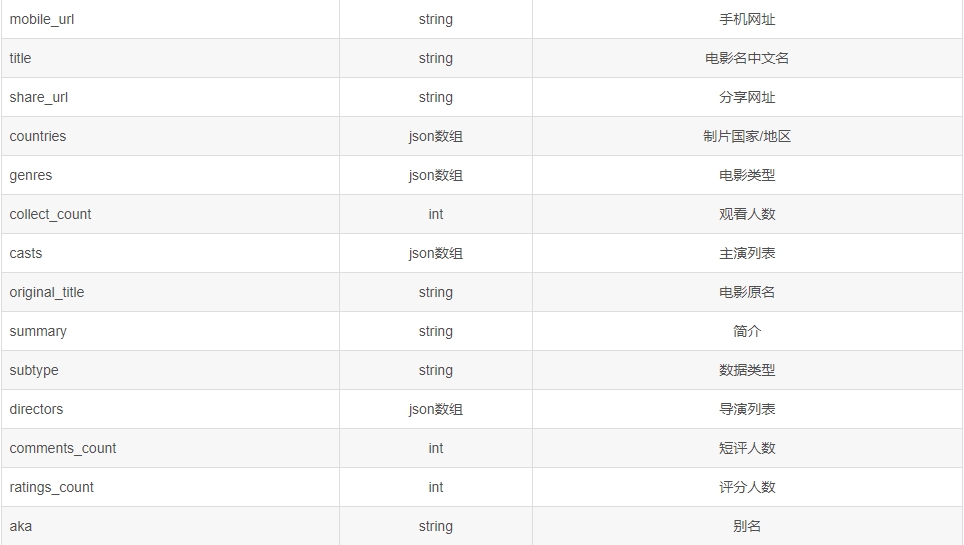 mobile_url string 手机网址
title string 电影名中文名
share_url string 分享网址
countries json数组 制片国家/地区
genres json数组 电影类型
collect_count int 观看人数
casts json数组 主演列表
original_title string 电影原名
summary string 简介
subtype string 数据类型
directors json数组 导演列表
comments_count int 短评人数
ratings_count int 评分人数
aka string 别名